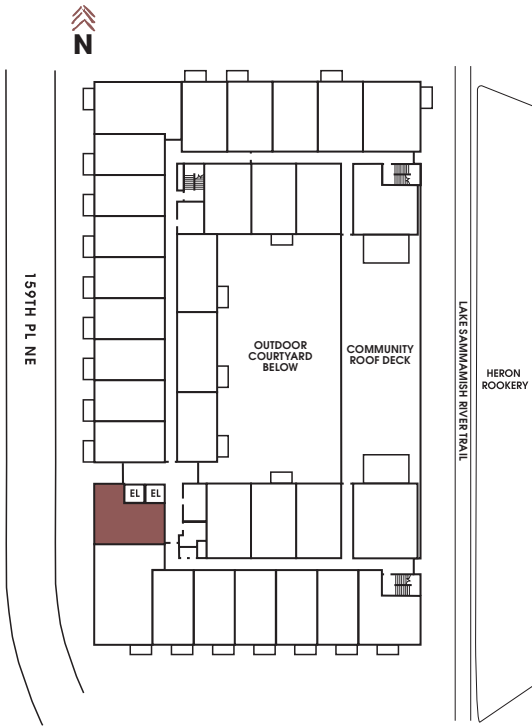 N
159TH PL NE
OUTDOOR
COURTYARD
BELOW
COMMUNITY
ROOF DECK
LAKE SAMMAMISH RIVER TRAIL
HERON
ROOKERY
EL
EL